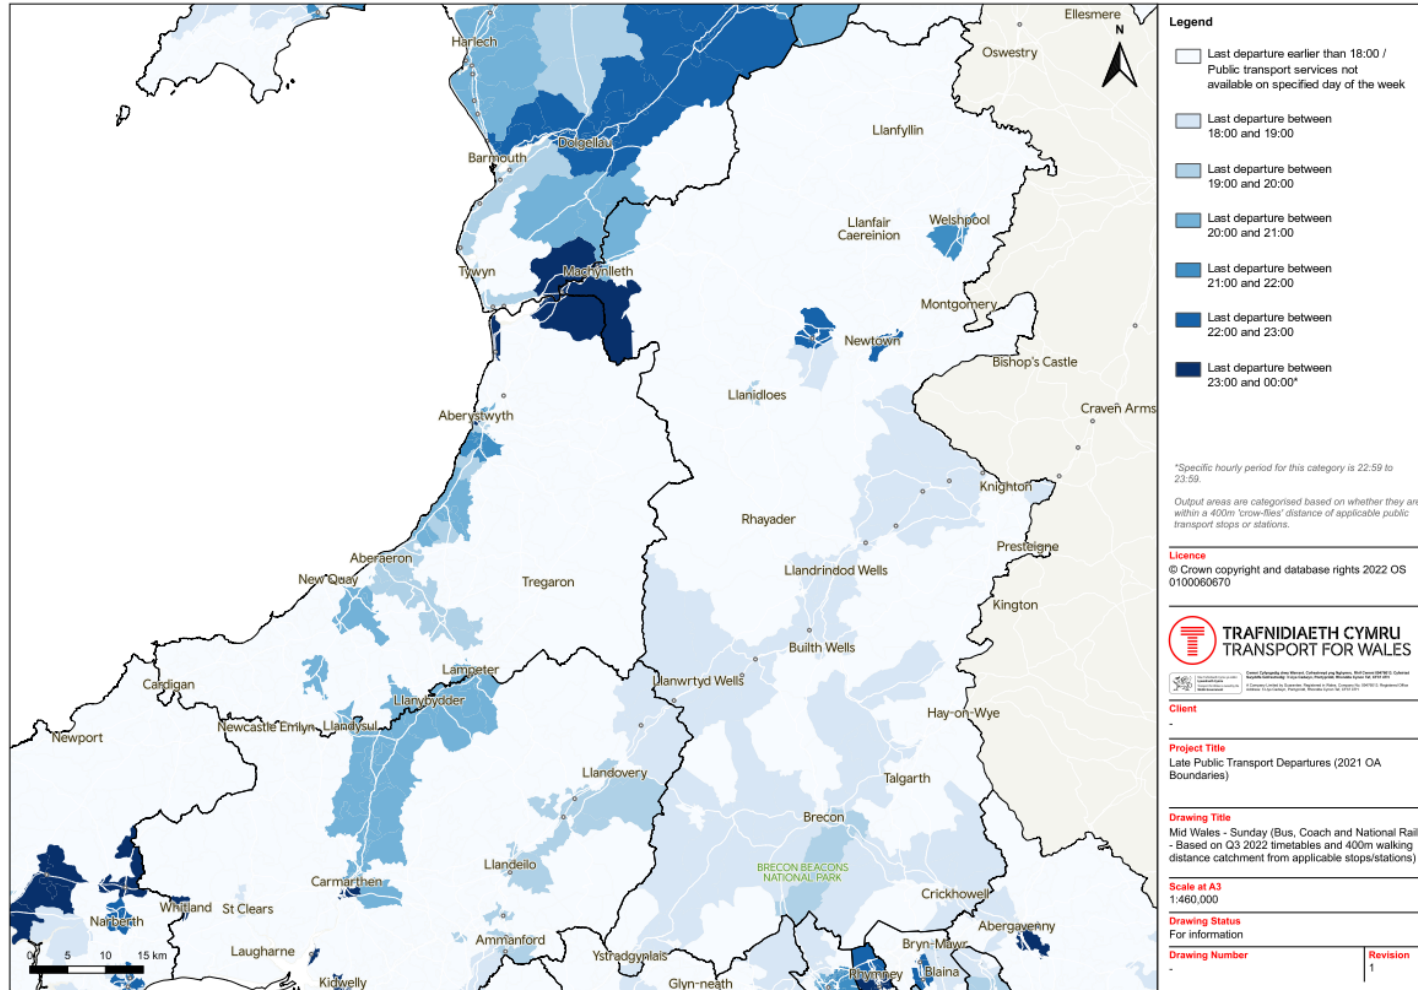 Harlech
Dolgellau
Barmouth
Tywyn
Machynlleth
Ellesmere
Oswestry
N
Llanfyllin
Llanfair
Caereinion
Welshpool
Montgomery
Newtown
Bishop's Castle
Llanidloes
Craven Arms
Aberystwyth
Knighton
Rhayader
Presteigne
Aberaeron
Llandrindod Wells
New Quay
Tregaron
Kington
Builth Wells
Lampeter
Llanwrtyd Wells
Cardigan
Llanybydder
Hay-on-Wye
Newcastle Emlyn
Llandysul
Newport
Llandovery
Talgarth
Brecon
Llandeilo
BRECON BEACONS
NATIONAL PARK
Carmarthen
Crickhowell
Whitland
St Clears
Narberth
Abergavenny
Laugharne
Ammanford
Bryn-Mawr
Ystradgynlais
Rhymney
Blaina
Kidwelly
Glyn-neath
0 5 10 15 km
Legend
Last departure earlier than 18:00 /
Public transport services not
available on specified day of the week
Last departure between
18:00 and 19:00
Last departure between
19:00 and 20:00
Last departure between
20:00 and 21:00
Last departure between
21:00 and 22:00
Last departure between
22:00 and 23:00
Last departure between
23:00 and 00:00*
*Specific hourly period for this category is 22:59 to
23:59.
Output areas are categorised based on whether they are
within a 400m 'crow-flies' distance of applicable public
transport stops or stations.
Licence
© Crown copyright and database rights 2022 OS
0100060670
TRAFNIDIAETH CYMRU
TRANSPORT FOR WALES
Client
-
Project Title
Late Public Transport Departures (2021 OA
Boundaries)
Drawing Title
Mid Wales - Sunday (Bus, Coach and National Rail
- Based on Q3 2022 timetables and 400m walking
distance catchment from applicable stops/stations)
Scale at A3
1:460,000
Drawing Status
For information
Drawing Number
-
Revision
1